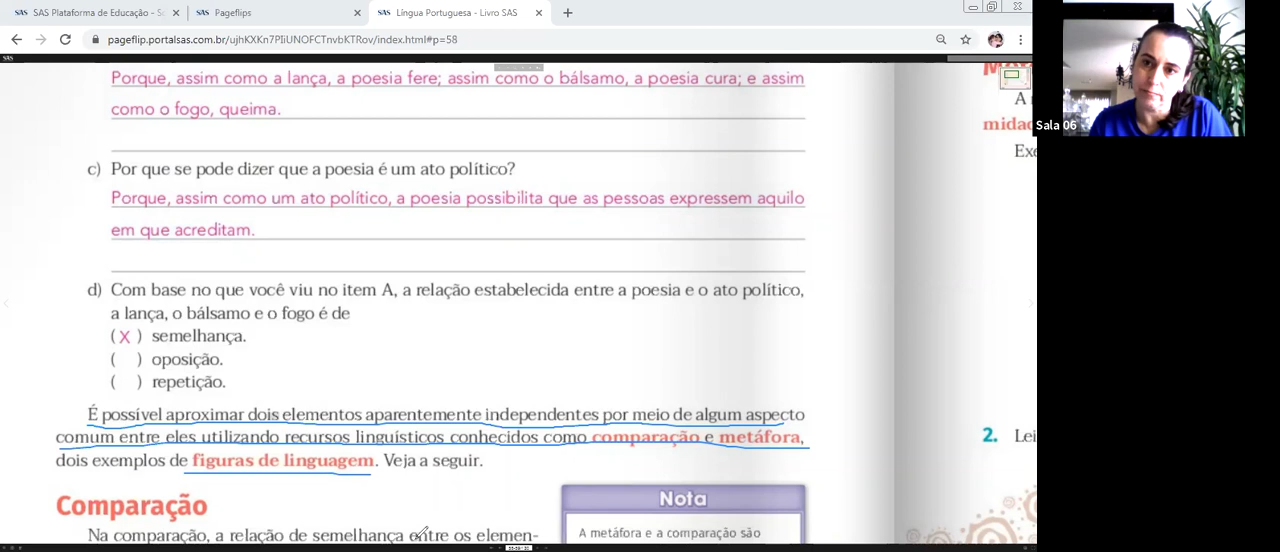 SAS Plataforma de Educação - S
Pageflips
Língua Portuguesa - Livro SAS
pageflip.portalsas.com.br/ujhKXKn7PIiUNOFCTnvbKTRov/index.html#p=58
SAS
Porque, assim como a lança, a poesia fere; assim como o bálsamo, a poesia cura; e assim
como o fogo, queima.
c) Por que se pode dizer que a poesia é um ato político?
Porque, assim como um ato político, a poesia possibilita que as pessoas expressem aquilo
em que acreditam.
d) Com base no que você viu no item A, a relação estabelecida entre a poesia e o ato político,
a lança, o bálsamo e o fogo é de
( X ) semelhança.
( ) oposição.
( ) repetição.
É possível aproximar dois elementos aparentemente independentes por meio de algum aspecto
comum entre eles utilizando recursos linguísticos conhecidos como comparação e metáfora,
dois exemplos de figuras de linguagem. Veja a seguir.
Comparação
Na comparação, a relação de semelhança entre os elemen-
Nota
A metáfora e a comparação são
A
midad
Exe
2. Lei
Sala 06